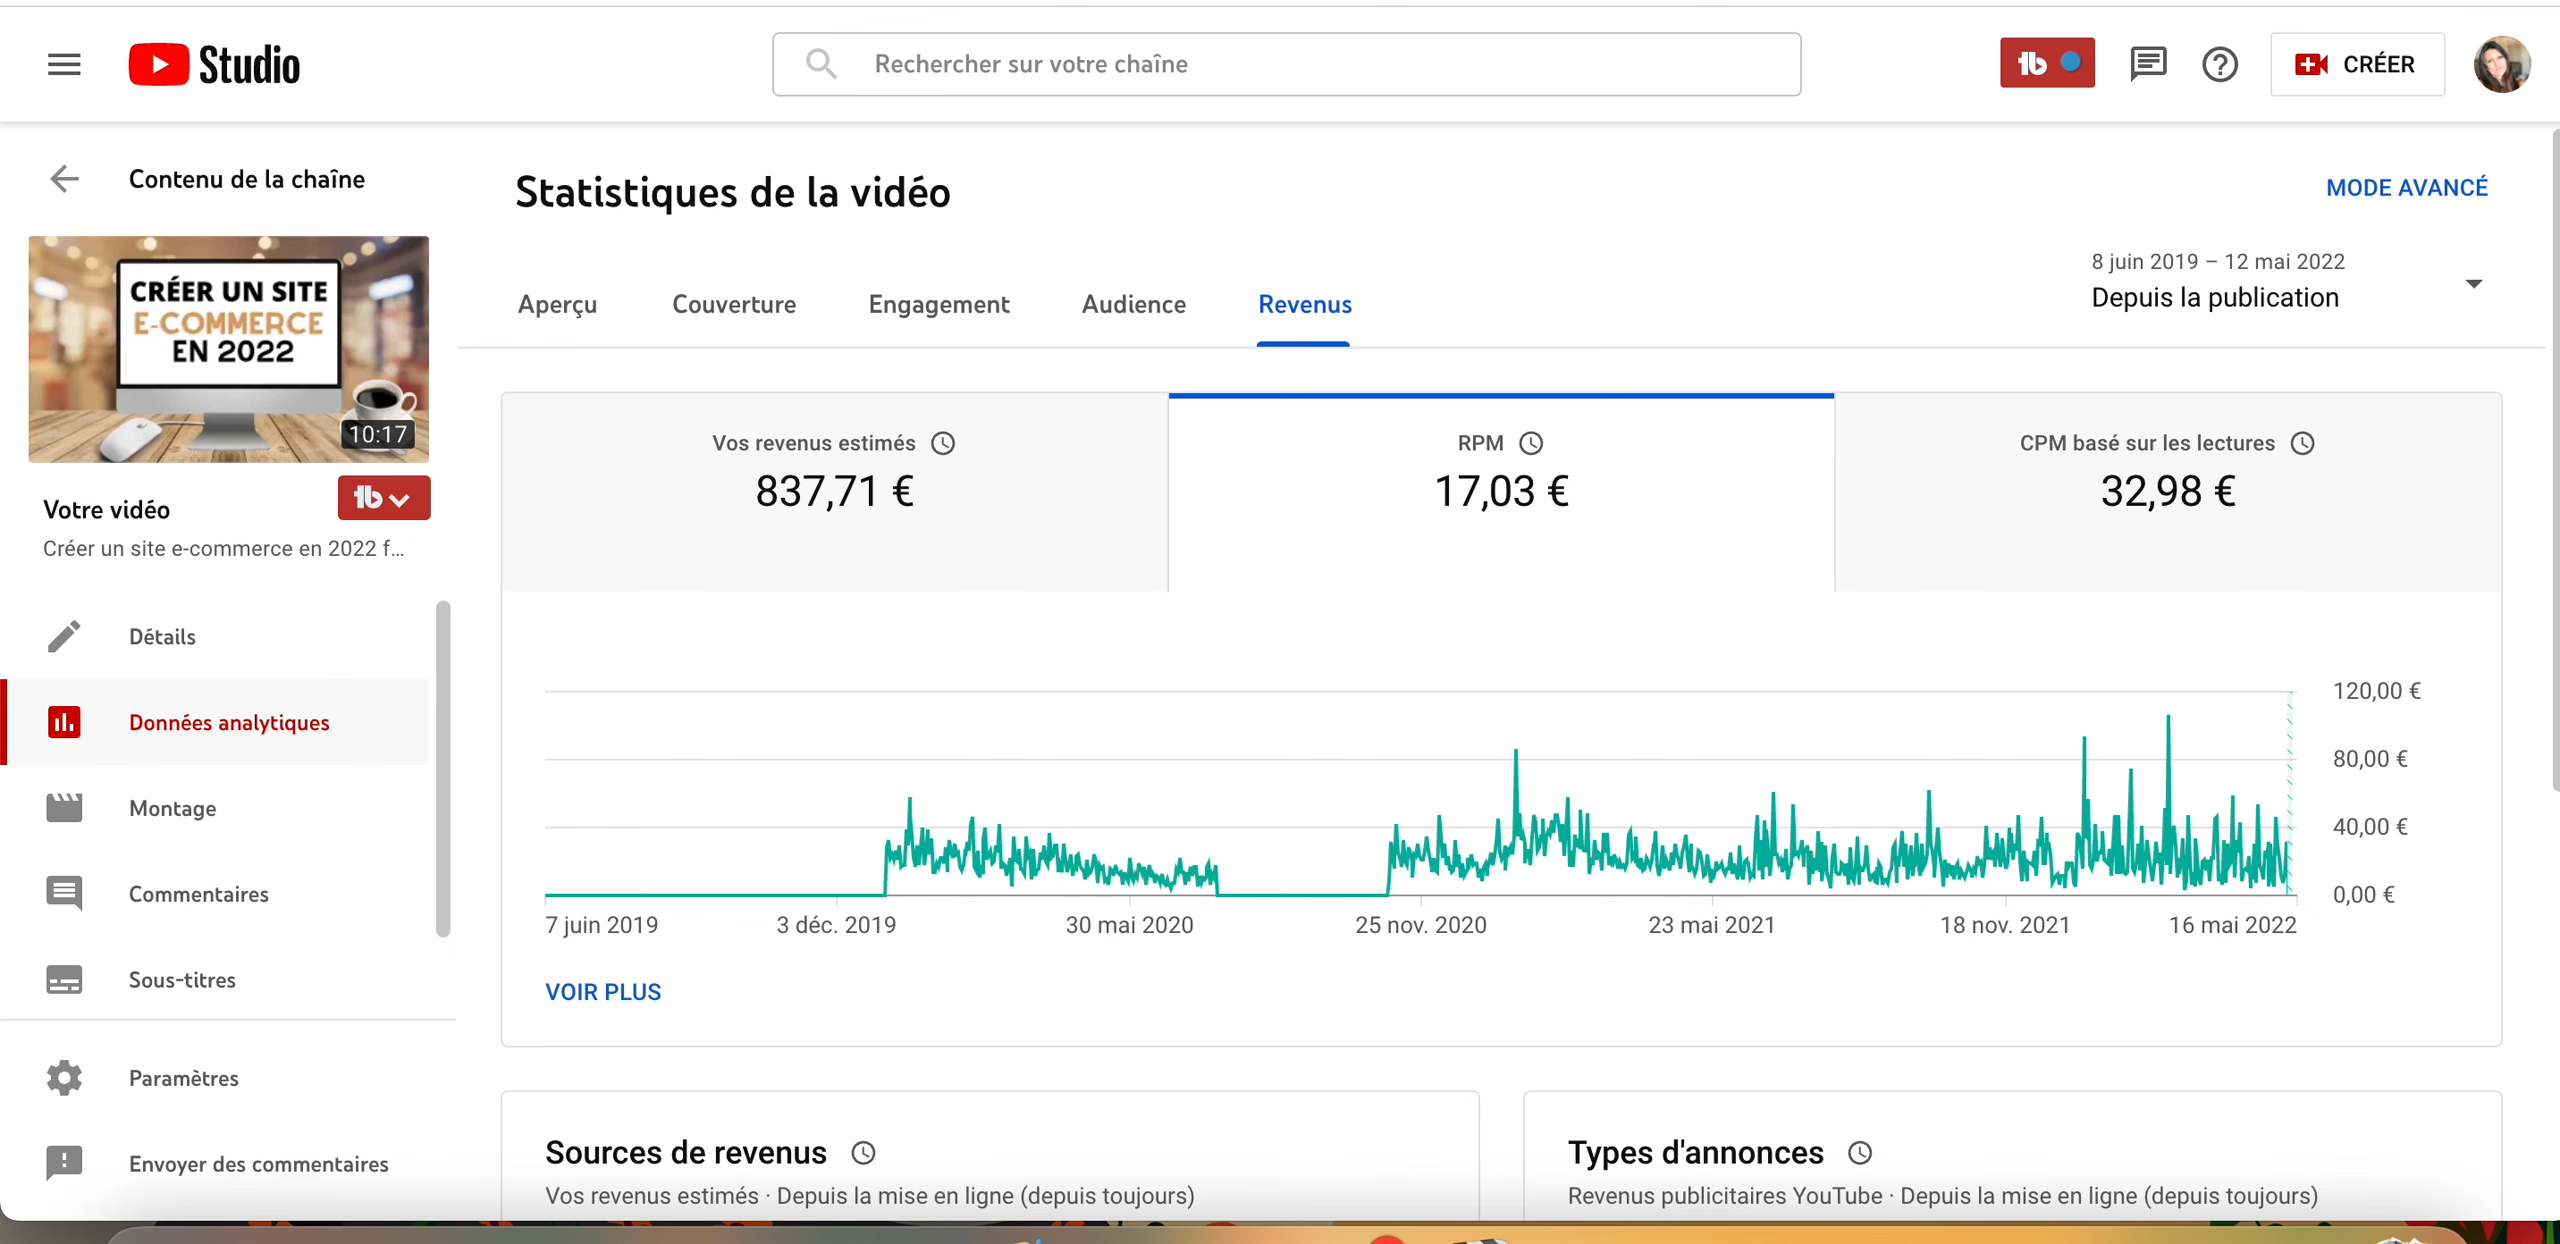 Studio
Rechercher sur votre chaîne
CRÉER
Contenu de la chaîne
CRÉER UN SITE
E-COMMERCE
EN 2022
10:17
Votre vidéo
Créer un site e-commerce en 2022 f...
Détails
Données analytiques
Montage
Commentaires
Sous-titres
Paramètres
Envoyer des commentaires
Statistiques de la vidéo
MODE AVANCÉ
8 juin 2019 – 12 mai 2022
Depuis la publication
Aperçu
Couverture
Engagement
Audience
Revenus
Vos revenus estimés
837,71 €
RPM
17,03 €
CPM basé sur les lectures
32,98 €
120,00 €
80,00 €
40,00 €
0,00 €
7 juin 2019
3 déc. 2019
30 mai 2020
25 nov. 2020
23 mai 2021
18 nov. 2021
16 mai 2022
VOIR PLUS
Sources de revenus
Vos revenus estimés · Depuis la mise en ligne (depuis toujours)
Types d'annonces
Revenus publicitaires YouTube · Depuis la mise en ligne (depuis toujours)